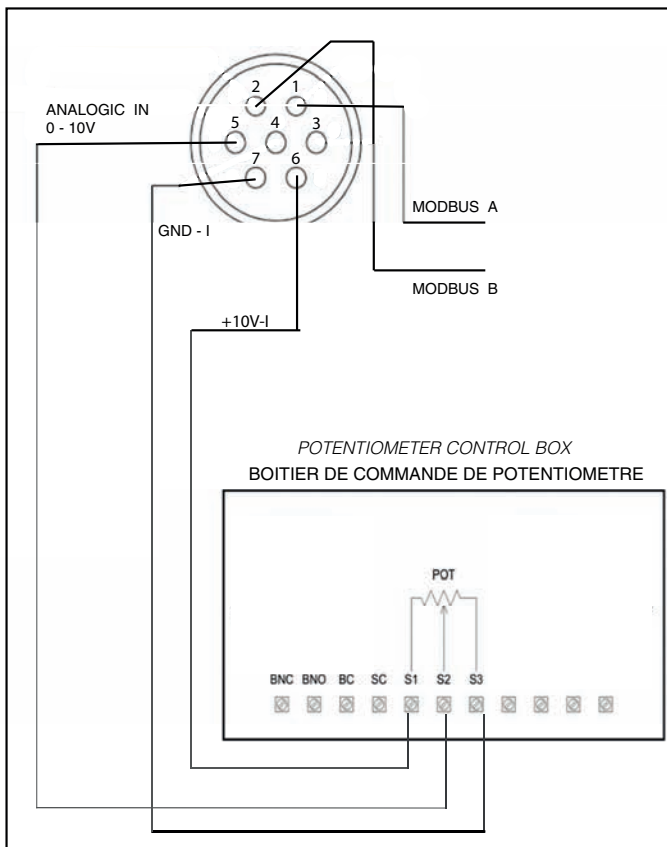 2 1
ANALOGIC IN
0 - 10V
5 4 3
7 6
MODBUS A
GND - I
MODBUS B
+10V-I
POTENTIOMETER CONTROL BOX
BOITIER DE COMMANDE DE POTENTIOMETRE
POT
BNC BNO BC SC S1 S2 S3